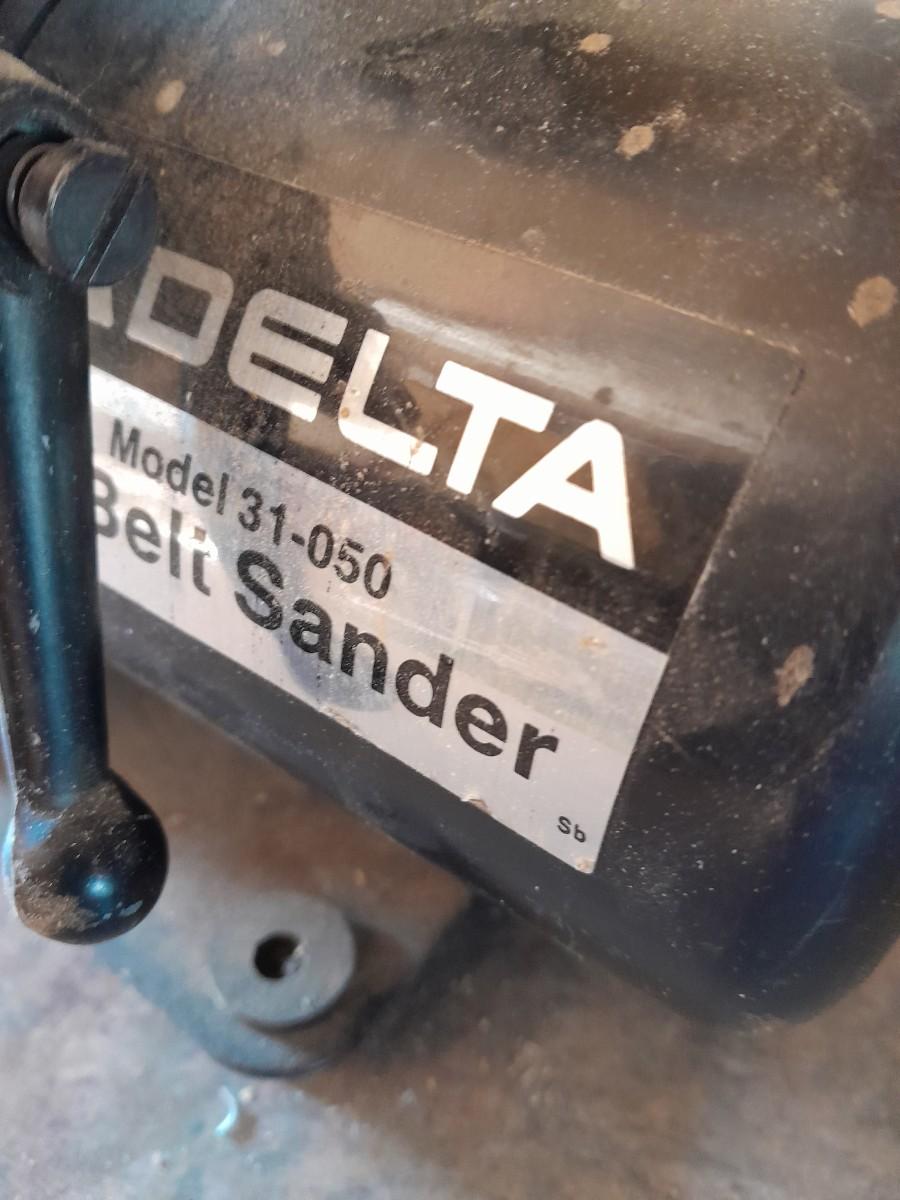 DELTA
Model 31-050
Belt Sander
Sb